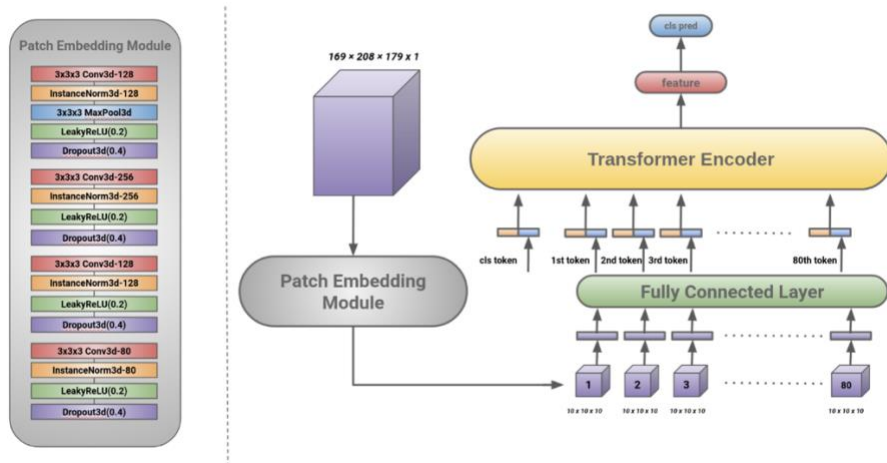 Patch Embedding Module
3x3x3 Conv3d-128
InstanceNorm3d-128
3x3x3 MaxPool3d
LeakyReLU(0.2)
Dropout3d(0.4)
3x3x3 Conv3d-256
InstanceNorm3d-256
LeakyReLU(0.2)
Dropout3d(0.4)
3x3x3 Conv3d-128
InstanceNorm3d-128
LeakyReLU(0.2)
Dropout3d(0.4)
3x3x3 Conv3d-80
InstanceNorm3d-80
LeakyReLU(0.2)
Dropout3d(0.4)
169 × 208 × 179 x 1
Patch Embedding
Module
cls pred
feature
Transformer Encoder
cls token
1st token
2nd token
3rd token
80th token
Fully Connected Layer
1
2
3
80
10 x 10 x 10
10 x 10 x 10
10 x 10 x 10
10 x 10 x 10